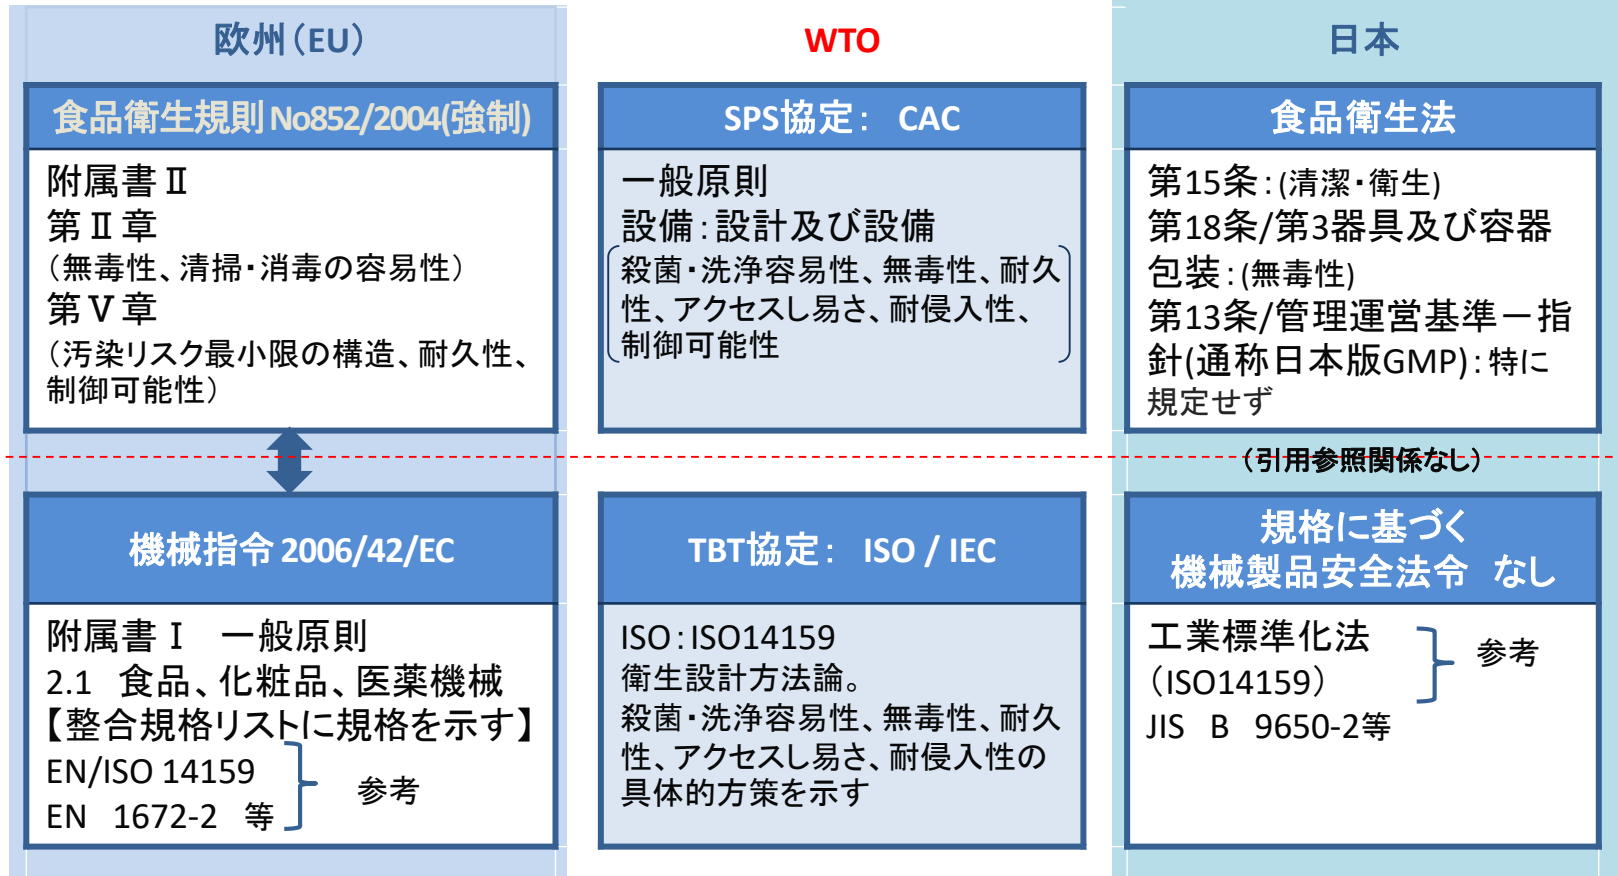 欧州（EU）
食品衛生規則 No852/2004(強制)
附属書Ⅱ
第Ⅱ章
（無毒性、清掃・消毒の容易性）
第Ⅴ章
（汚染リスク最小限の構造、耐久性、
制御可能性）
機械指令 2006/42/EC
附属書Ⅰ　一般原則
2.1　食品、化粧品、医薬機械
【整合規格リストに規格を示す】
EN/ISO 14159
EN　1672-2　等
参考
WTO
SPS協定：　CAC
一般原則
設備：設計及び設備
殺菌・洗浄容易性、無毒性、耐久
性、アクセスし易さ、耐侵入性、
制御可能性
TBT協定：　ISO / IEC
ISO：ISO14159
衛生設計方法論。
殺菌・洗浄容易性、無毒性、耐久
性、アクセスし易さ、耐侵入性の
具体的方策を示す
日本
食品衛生法
第15条：(清潔・衛生)
第18条/第3器具及び容器
包装：(無毒性)
第13条/管理運営基準－指
針(通称日本版GMP)：特に
規定せず
（引用参照関係なし）
規格に基づく
機械製品安全法令　なし
工業標準化法
（ISO14159）
参考
JIS　B　9650-2等